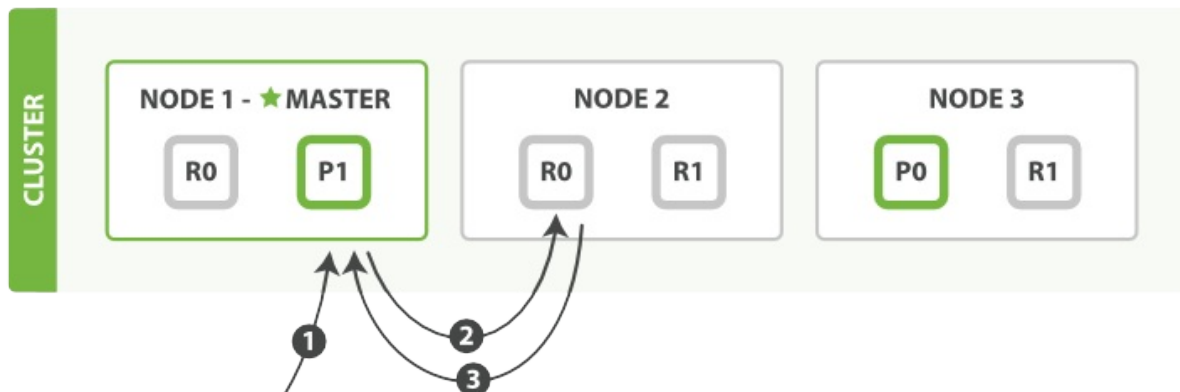 CLUSTER
NODE 1 - ★ MASTER
R0
P1
NODE 2
R0
R1
NODE 3
P0
R1
1
2
3